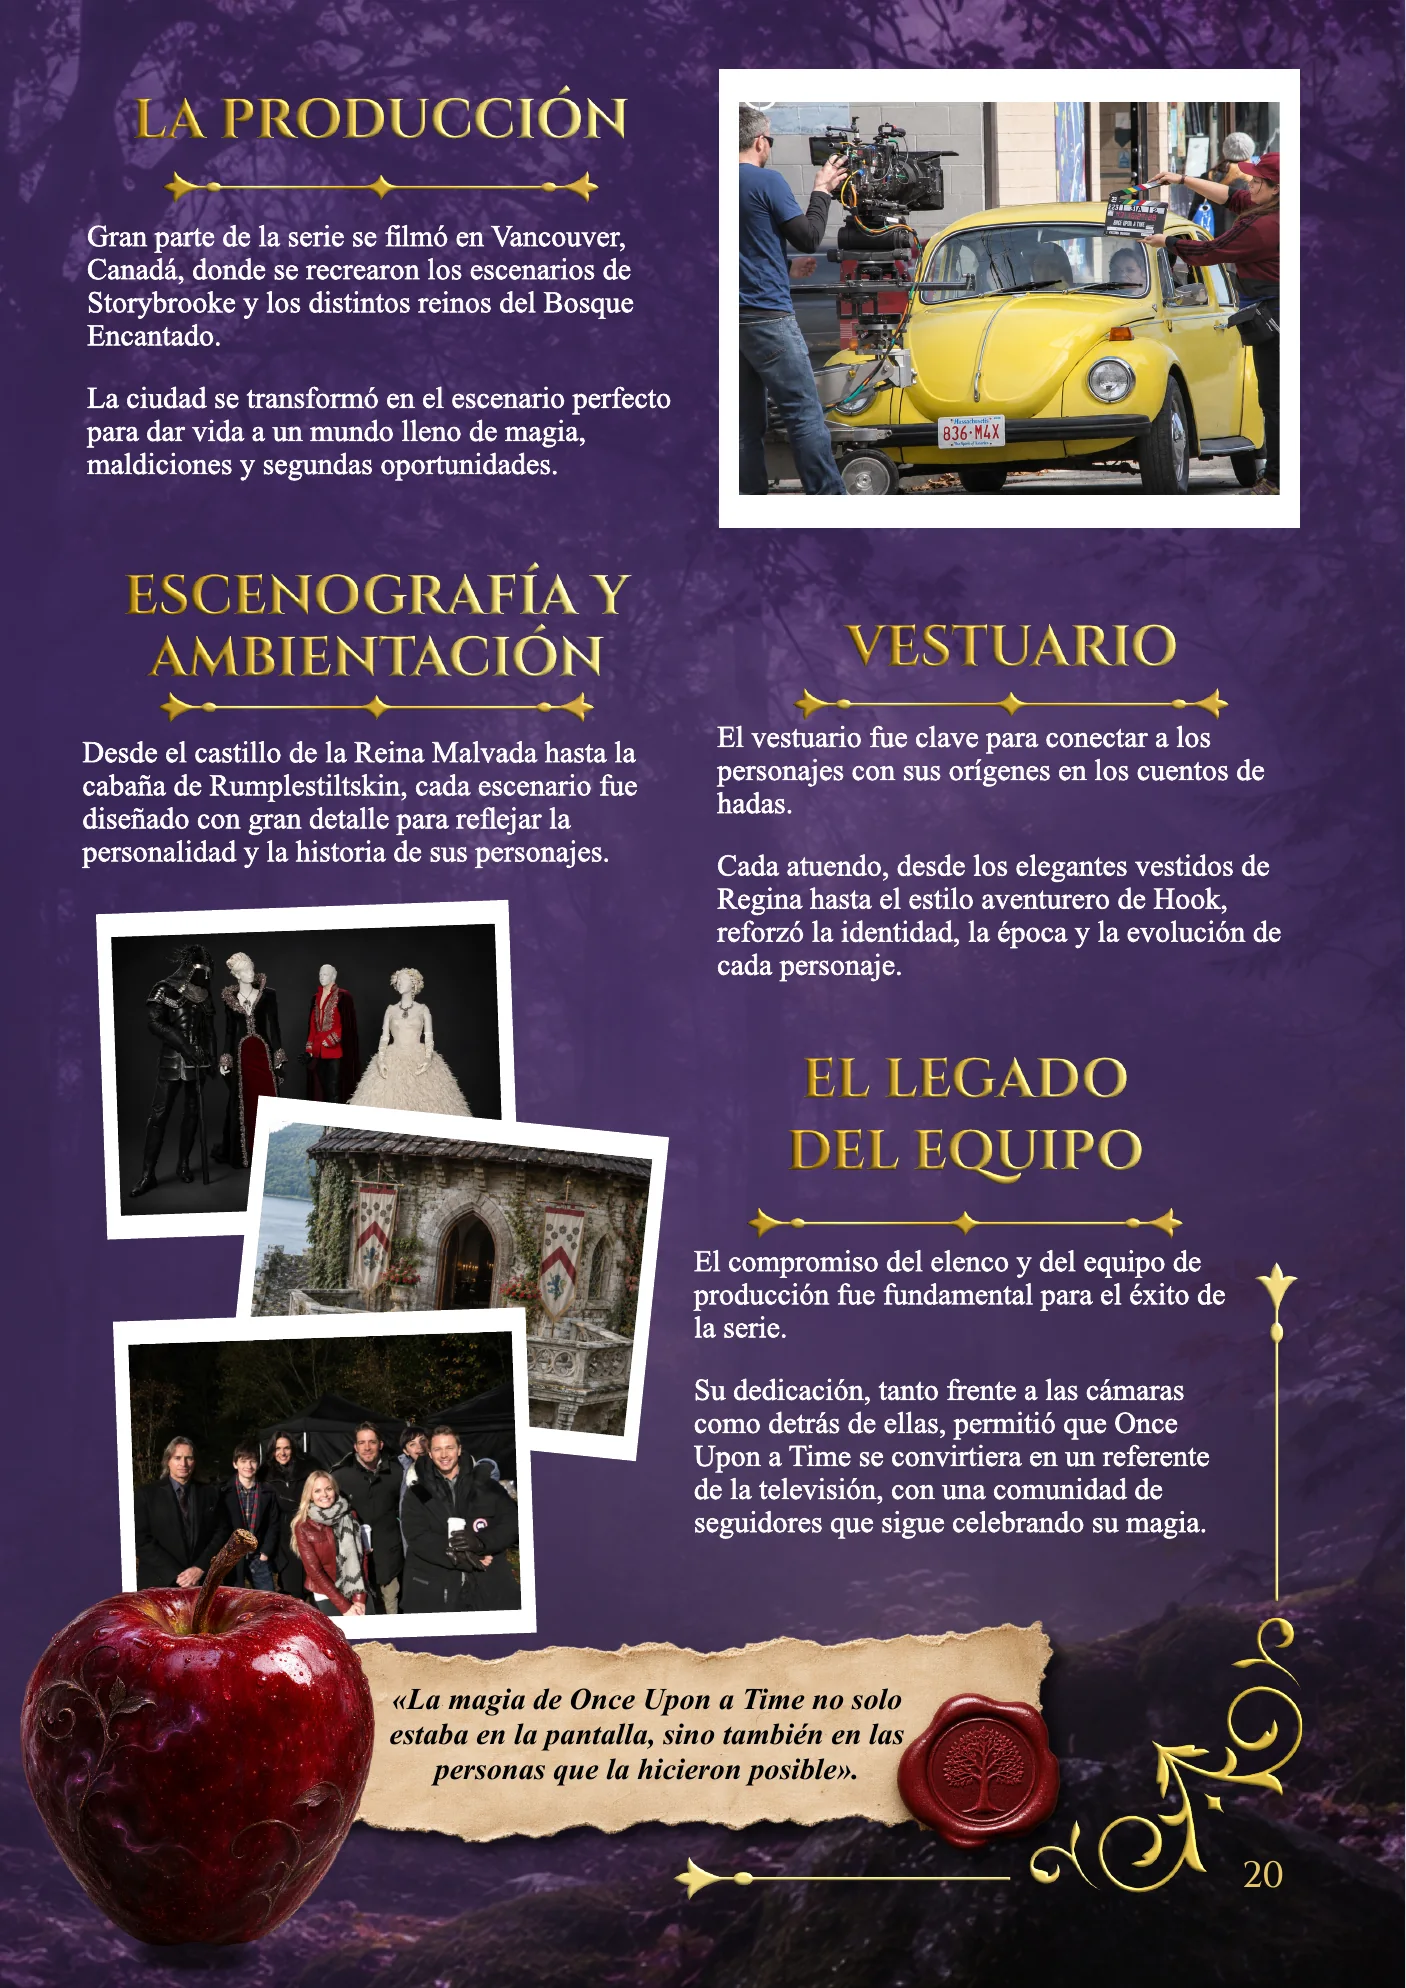 LA PRODUCCIÓN
Gran parte de la serie se filmó en Vancouver,
Canadá, donde se recrearon los escenarios de
Storybrooke y los distintos reinos del Bosque
Encantado.
La ciudad se transformó en el escenario perfecto
para dar vida a un mundo lleno de magia,
maldiciones y segundas oportunidades.
Massachusetts
836·M4X
ESCENOGRAFÍA Y
AMBIENTACIÓN
Desde el castillo de la Reina Malvada hasta la
cabaña de Rumplestiltskin, cada escenario fue
diseñado con gran detalle para reflejar la
personalidad y la historia de sus personajes.
VESTUARIO
El vestuario fue clave para conectar a los
personajes con sus orígenes en los cuentos de
hadas.
Cada atuendo, desde los elegantes vestidos de
Regina hasta el estilo aventurero de Hook,
reforzó la identidad, la época y la evolución de
cada personaje.
EL LEGADO
DEL EQUIPO
El compromiso del elenco y del equipo de
producción fue fundamental para el éxito de
la serie.
Su dedicación, tanto frente a las cámaras
como detrás de ellas, permitió que Once
Upon a Time se convirtiera en un referente
de la televisión, con una comunidad de
seguidores que sigue celebrando su magia.
«La magia de Once Upon a Time no solo
estaba en la pantalla, sino también en las
personas que la hicieron posible».
20